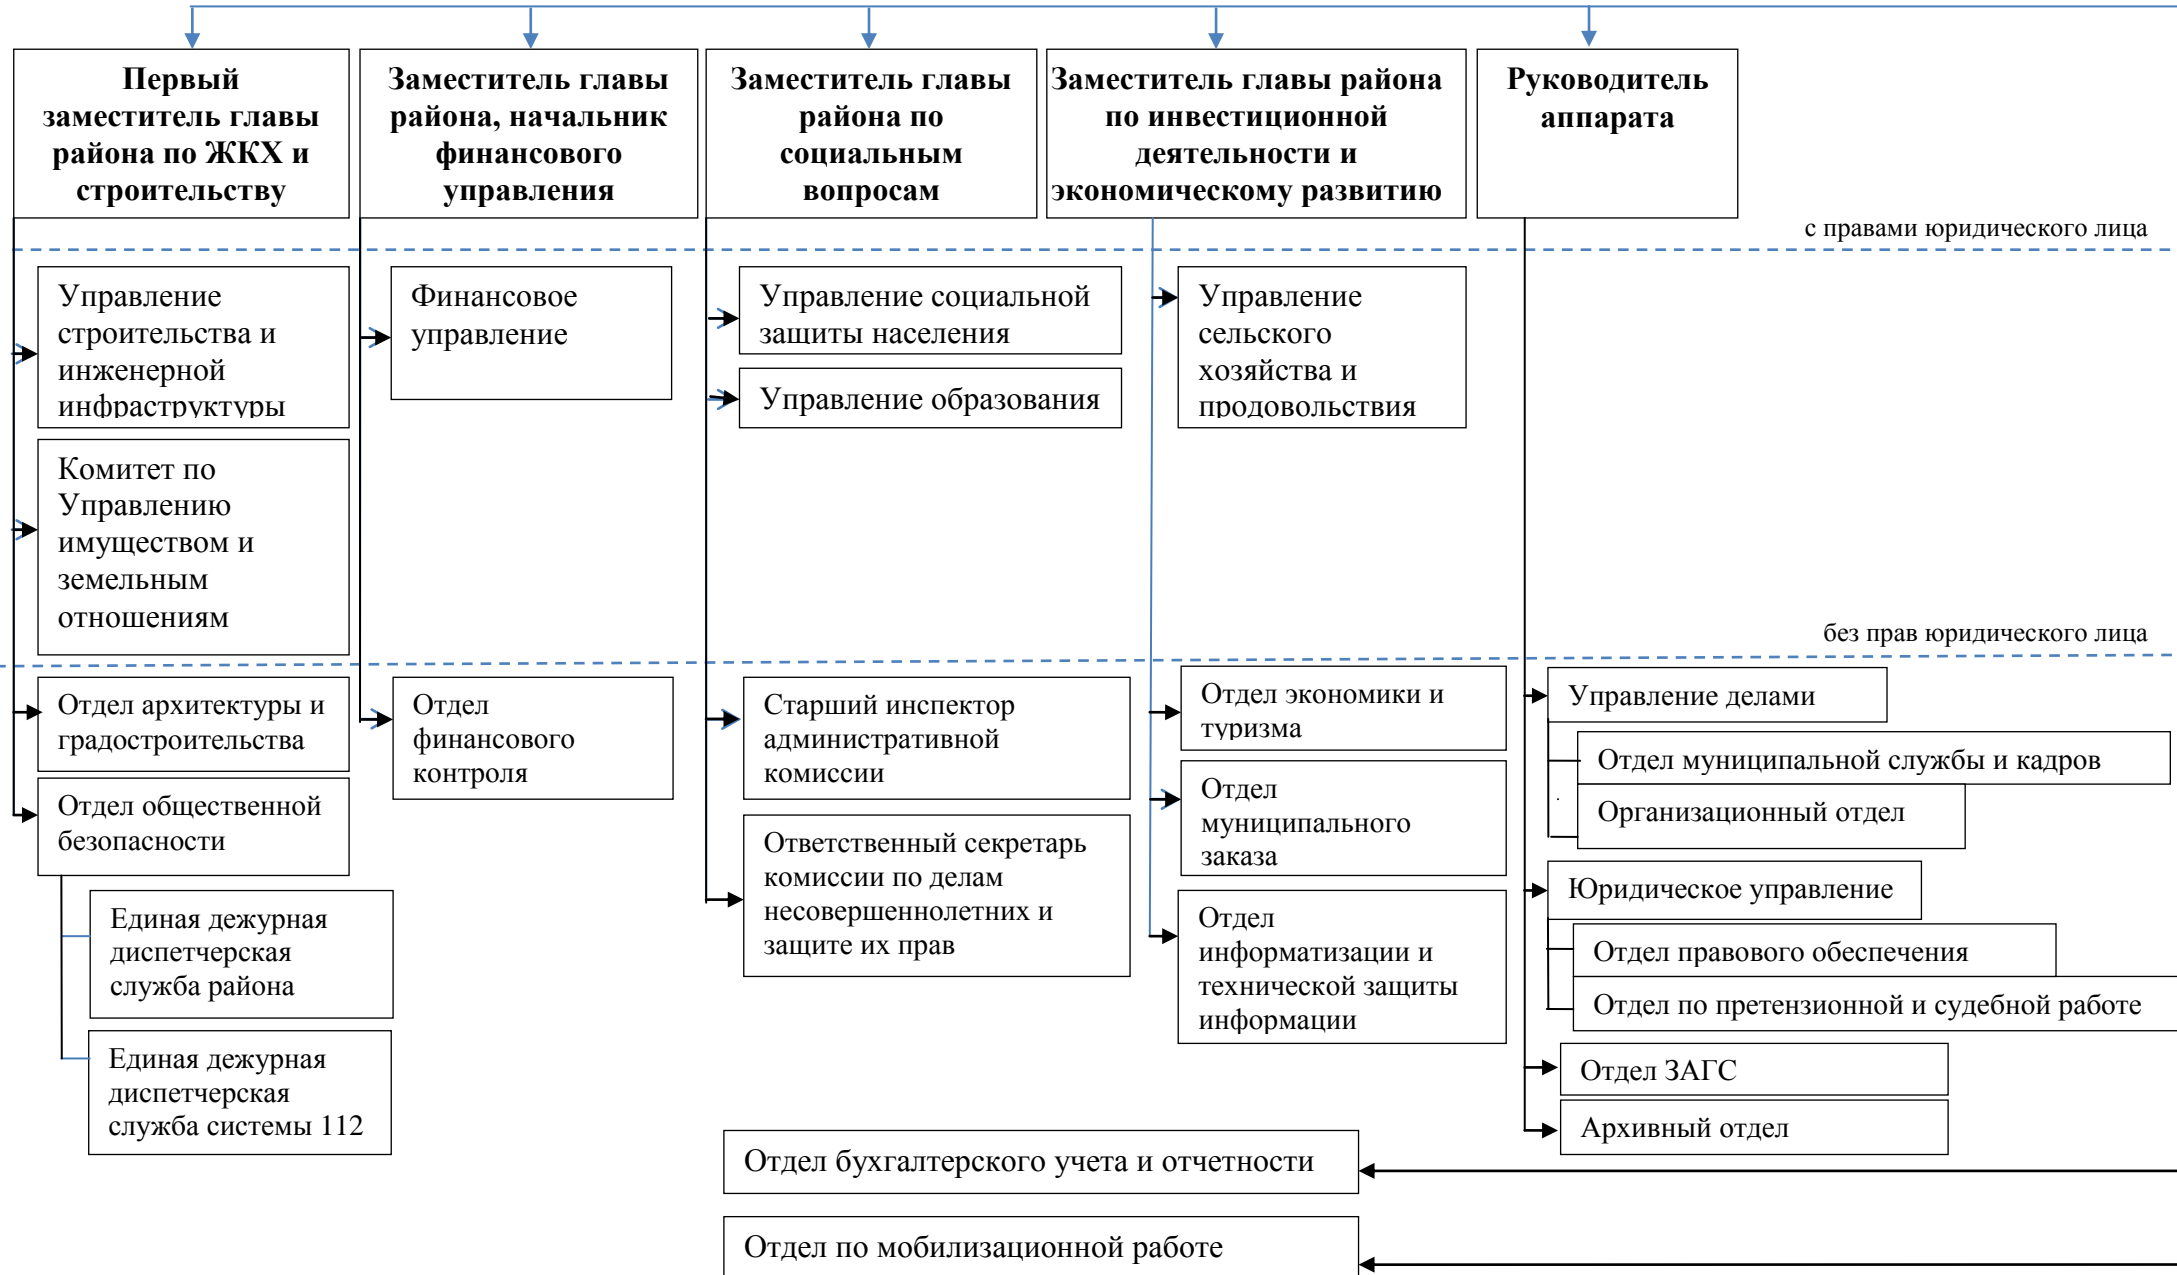 Первый
заместитель главы
района по ЖКХ и
строительству
Заместитель главы
района, начальник
финансового
управления
Заместитель главы
района по
социальным
вопросам
Заместитель главы района
по инвестиционной
деятельности и
экономическому развитию
Руководитель
аппарата
с правами юридического лица
Управление
строительства и
инженерной
инфраструктуры
Комитет по
Управлению
имуществом и
земельным
отношениям
Финансовое
управление
Управление социальной
защиты населения
Управление образования
Управление
сельского
хозяйства и
продовольствия
без прав юридического лица
Отдел архитектуры и
градостроительства
Отдел общественной
безопасности
Единая дежурная
диспетчерская
служба района
Единая дежурная
диспетчерская
служба системы 112
Отдел
финансового
контроля
Старший инспектор
административной
комиссии
Ответственный секретарь
комиссии по делам
несовершеннолетних и
защите их прав
Отдел экономики и
туризма
Отдел
муниципального
заказа
Отдел
информатизации и
технической защиты
информации
Управление делами
Отдел муниципальной службы и кадров
Организационный отдел
Юридическое управление
Отдел правового обеспечения
Отдел по претензионной и судебной работе
Отдел ЗАГС
Архивный отдел
Отдел бухгалтерского учета и отчетности
Отдел по мобилизационной работе